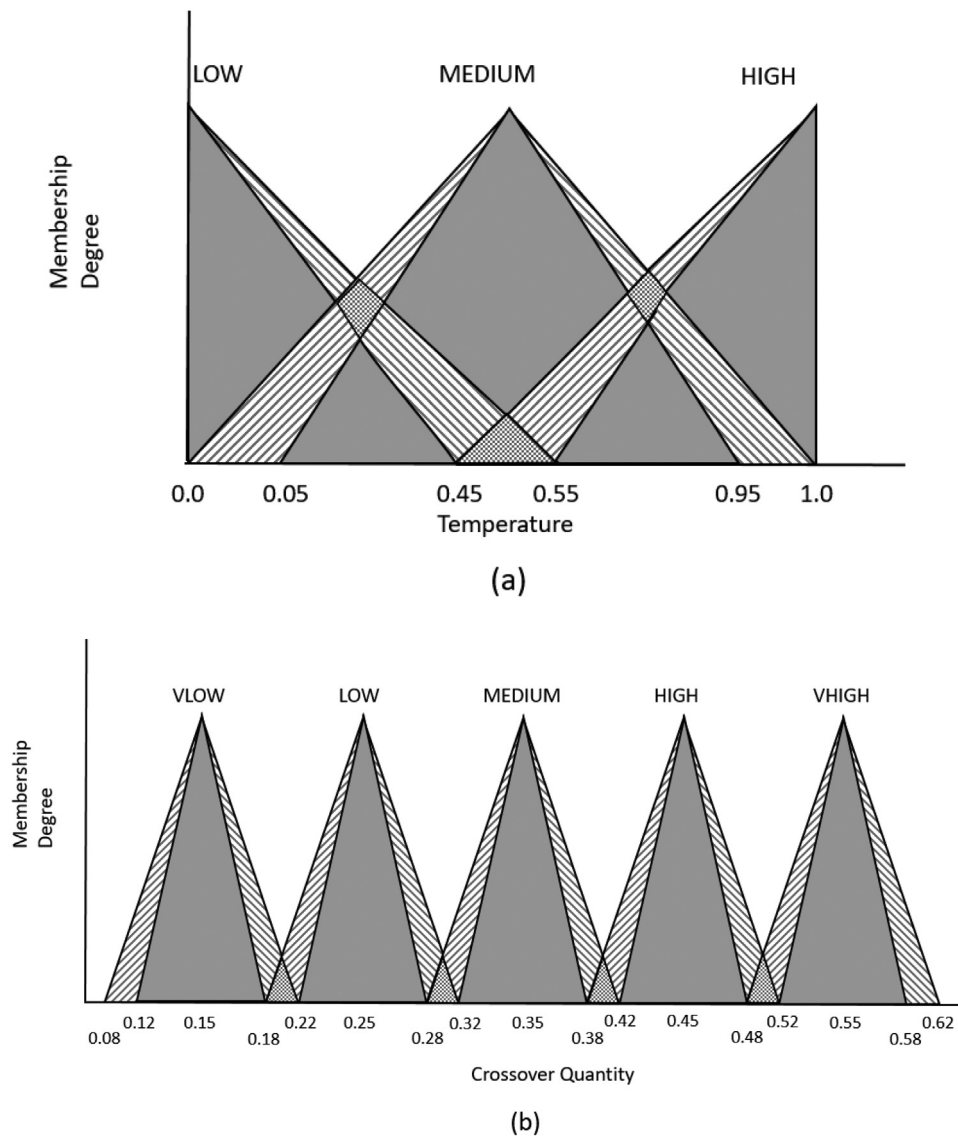 LOW MEDIUM HIGH
Membership
Degree
0.0 0.05 0.45 0.55 0.95 1.0
Temperature
(a)
VLOW LOW MEDIUM HIGH VHIGH
Membership
Degree
0.12 0.15 0.22 0.25 0.32 0.35 0.42 0.45 0.52 0.55 0.62
0.08 0.18 0.28 0.38 0.48 0.58
Crossover Quantity
(b)